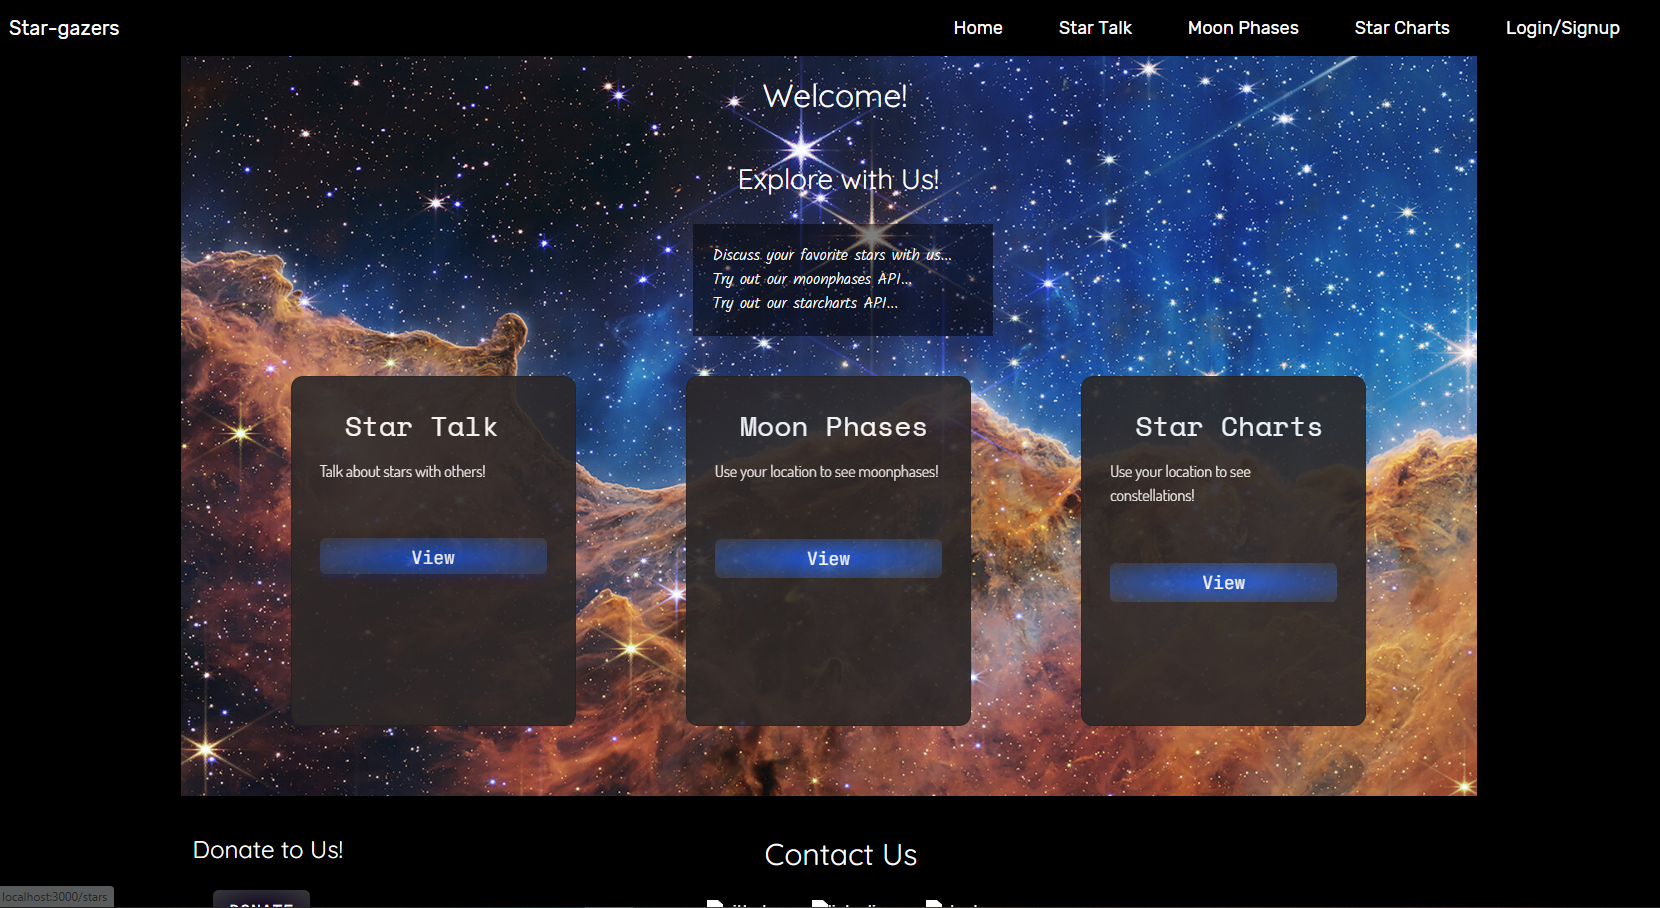 Star-gazers
Home
Star Talk
Moon Phases
Star Charts
Login/Signup
Welcome!
Explore with Us!
Discuss your favorite stars with us...
Try out our moonphases API...
Try out our starcharts API...
Star Talk
Talk about stars with others!
View
Moon Phases
Use your location to see moonphases!
View
Star Charts
Use your location to see
constellations!
View
Donate to Us!
Contact Us
localhost:3000/stars
DONATE